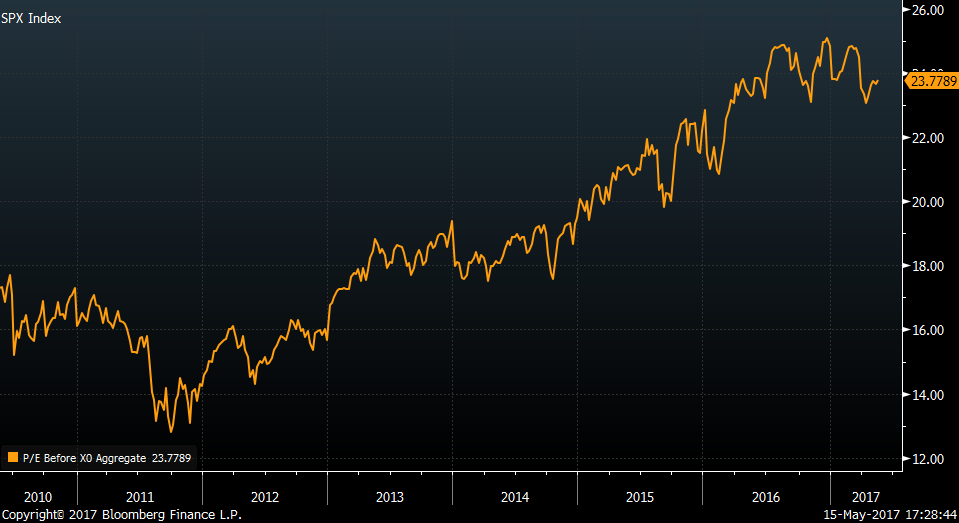 SPX Index
26.00
24.00
23.7789
22.00
20.00
18.00
16.00
14.00
12.00
P/E Before XO Aggregate 23.7789
2010 2011 2012 2013 2014 2015 2016 2017
Copyright© 2017 Bloomberg Finance L.P. 15-May-2017 17:28:44